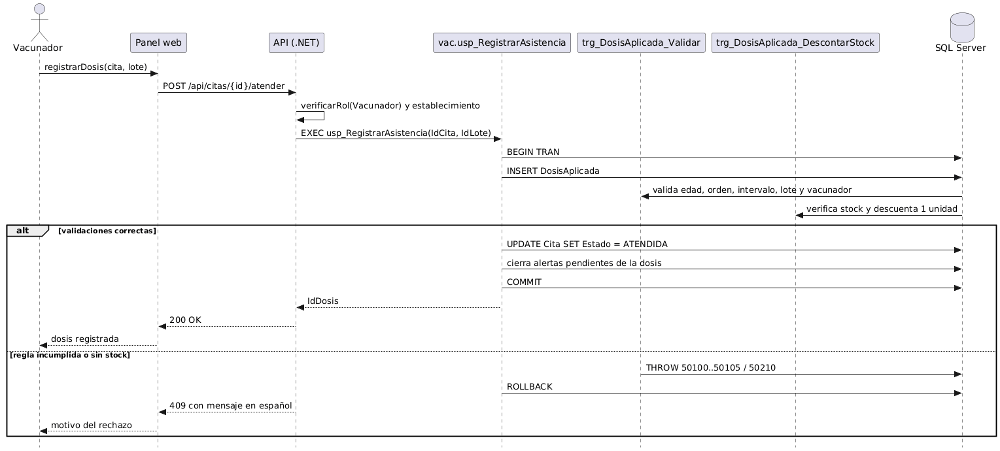 Vacunador
Panel web
API (.NET)
vac.usp_RegistrarAsistencia
trg_DosisAplicada_Validar
trg_DosisAplicada_DescontarStock
SQL Server
registrarDosis(cita, lote)
POST /api/citas/{id}/atender
verificarRol(Vacunador) y establecimiento
EXEC usp_RegistrarAsistencia(IdCita, IdLote)
BEGIN TRAN
INSERT DosisAplicada
valida edad, orden, intervalo, lote y vacunador
verifica stock y descuenta 1 unidad
alt [validaciones correctas]
UPDATE Cita SET Estado = ATENDIDA
cierra alertas pendientes de la dosis
COMMIT
IdDosis
200 OK
dosis registrada
[regla incumplida o sin stock]
THROW 50100..50105 / 50210
ROLLBACK
409 con mensaje en español
motivo del rechazo